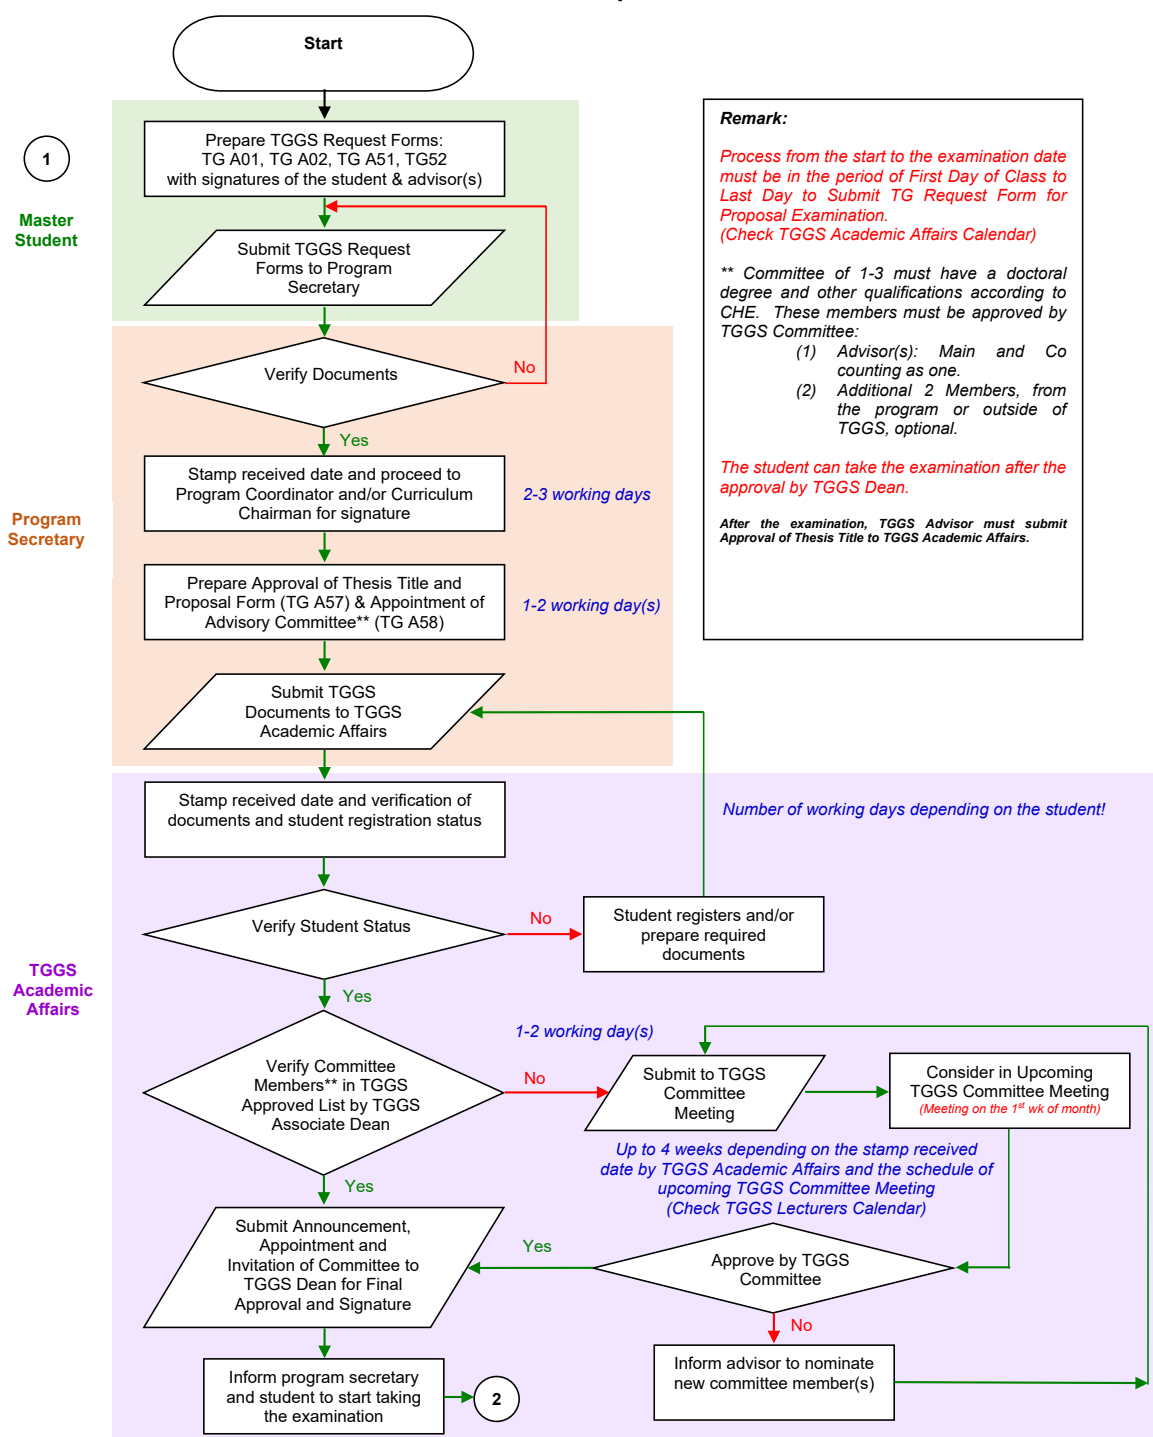 Start
1
Master
Student
Prepare TGGS Request Forms:
TG A01, TG A02, TG A51, TG52
with signatures of the student & advisor(s)
Submit TGGS Request
Forms to Program
Secretary
Remark:
Process from the start to the examination date
must be in the period of First Day of Class to
Last Day to Submit TG Request Form for
Proposal Examination.
(Check TGGS Academic Affairs Calendar)
** Committee of 1-3 must have a doctoral
degree and other qualifications according to
CHE. These members must be approved by
TGGS Committee:
(1) Advisor(s): Main and Co
counting as one.
(2) Additional 2 Members, from
the program or outside of
TGGS, optional.
The student can take the examination after the
approval by TGGS Dean.
After the examination, TGGS Advisor must submit
Approval of Thesis Title to TGGS Academic Affairs.
Verify Documents
No
Yes
Program
Secretary
Stamp received date and proceed to
Program Coordinator and/or Curriculum
Chairman for signature
2-3 working days
Prepare Approval of Thesis Title and
Proposal Form (TG A57) & Appointment of
Advisory Committee** (TG A58)
1-2 working day(s)
Submit TGGS
Documents to TGGS
Academic Affairs
Stamp received date and verification of
documents and student registration status
Number of working days depending on the student!
Verify Student Status
No
Student registers and/or
prepare required
documents
Yes
TGGS
Academic
Affairs
1-2 working day(s)
Verify Committee
Members** in TGGS
Approved List by TGGS
Associate Dean
No
Submit to TGGS
Committee
Meeting
Consider in Upcoming
TGGS Committee Meeting
(Meeting on the 1st wk of month)
Up to 4 weeks depending on the stamp received
date by TGGS Academic Affairs and the schedule of
upcoming TGGS Committee Meeting
(Check TGGS Lecturers Calendar)
Yes
Submit Announcement,
Appointment and
Invitation of Committee to
TGGS Dean for Final
Approval and Signature
Yes
Approve by TGGS
Committee
No
Inform advisor to nominate
new committee member(s)
Inform program secretary
and student to start taking
the examination
2